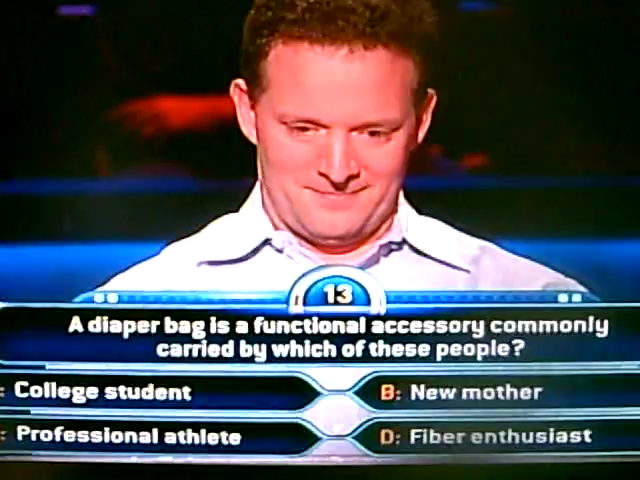 13
A diaper bag is a functional accessory commonly
carried by which of these people?
: College student
B: New mother
: Professional athlete
D: Fiber enthusiast